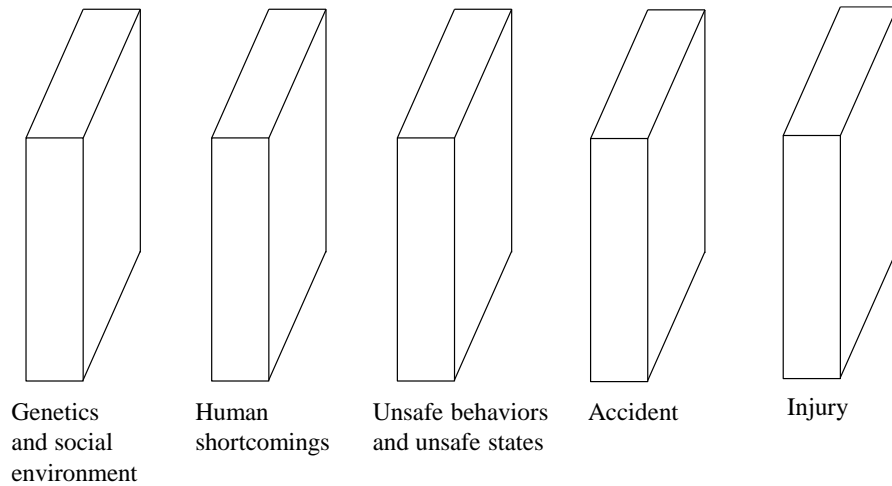 Genetics
and social
environment
Human
shortcomings
Unsafe behaviors
and unsafe states
Accident
Injury